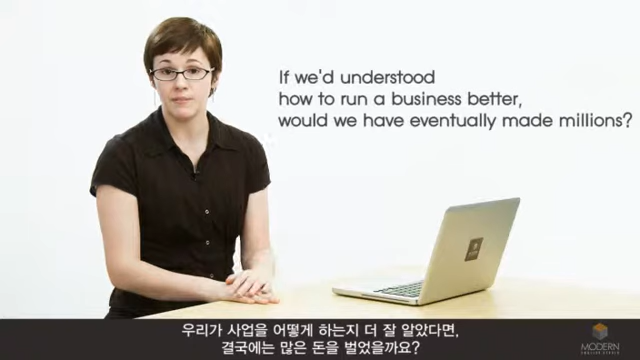 If we'd understood
how to run a business better,
would we have eventually made millions?
우리가 사업을 어떻게 하는지 더 잘 알았다면,
결국에는 많은 돈을 벌었을까요?
MODERN